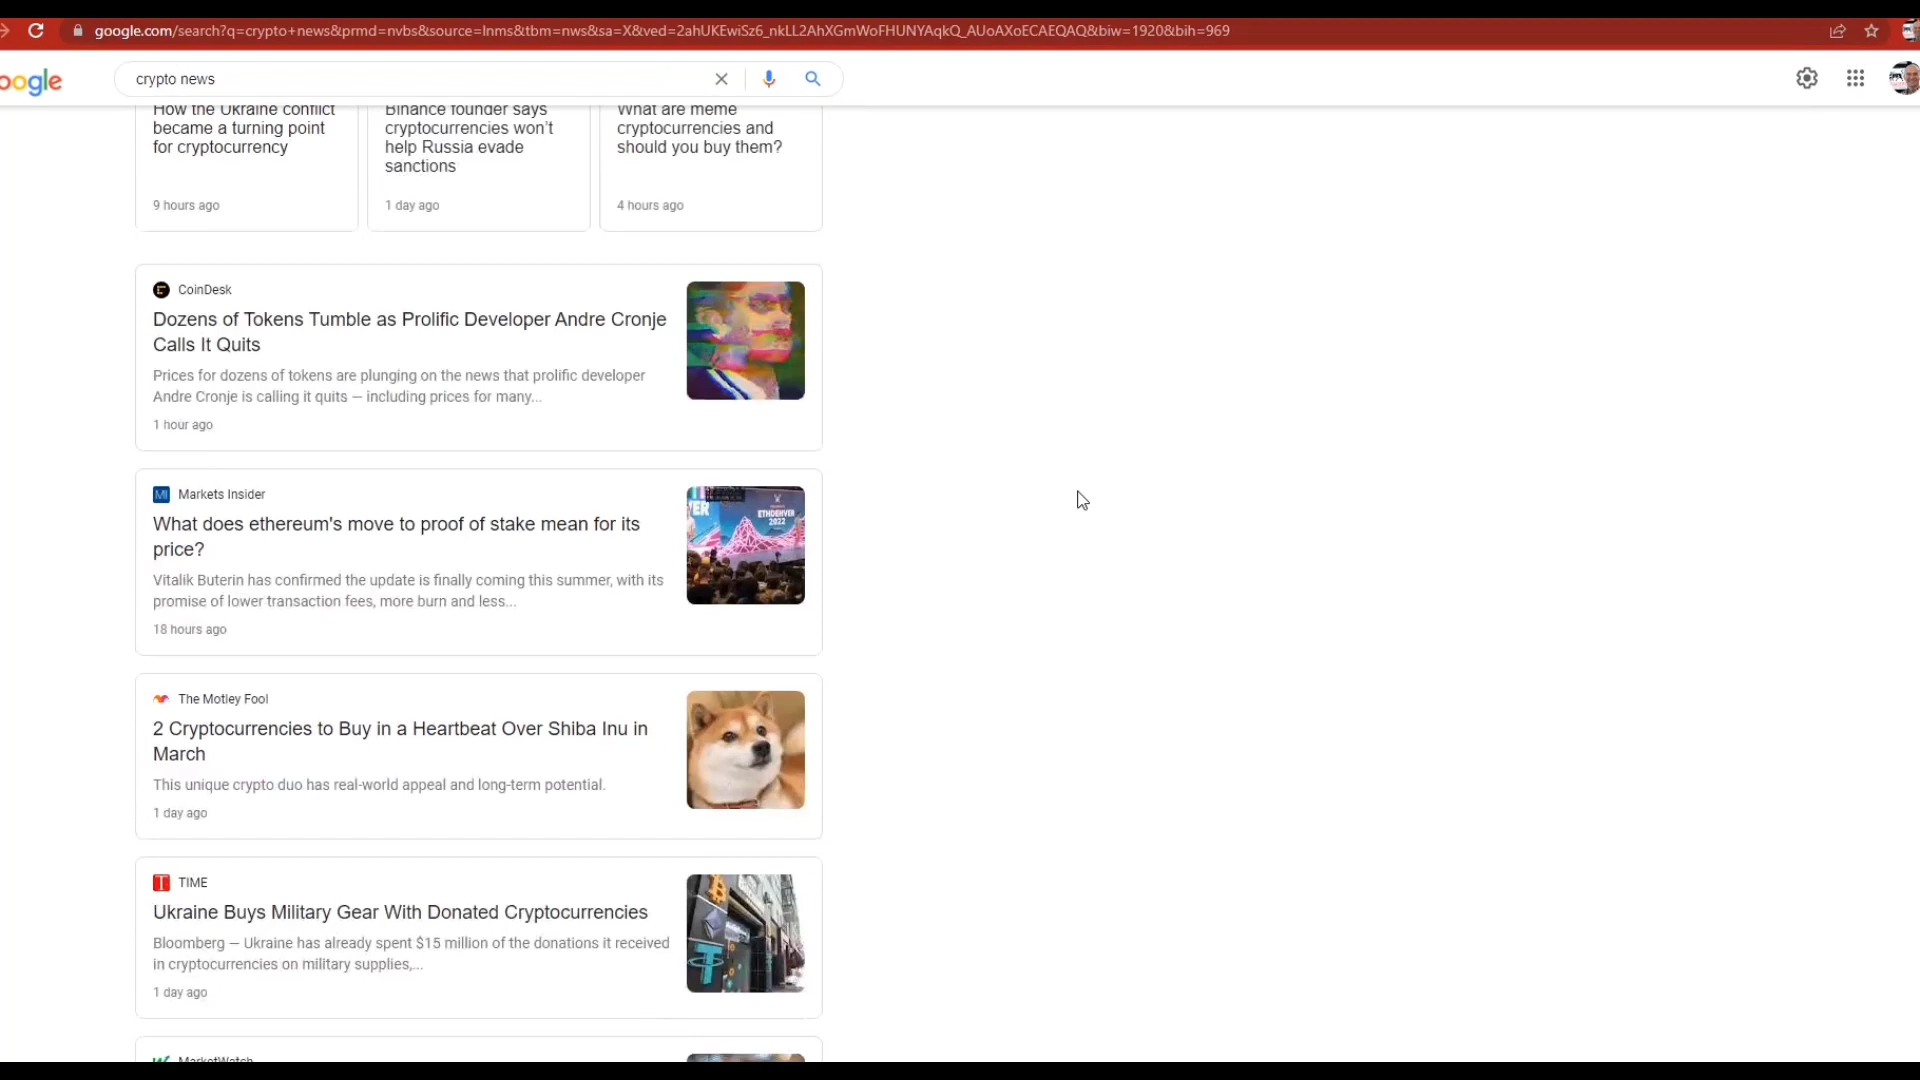 google.com/search?q=crypto+news&prmd=nvbs&source=lnms&tbm=nws&sa=X&ved=2ahUKEwiSz6_nkLL2AhXGmWoFHUNYAqkQ_AUoAXoECAEQAQ&biw=1920&bih=969
oogle
crypto news
How the Ukraine conflict
became a turning point
for cryptocurrency
9 hours ago
Binance founder says
cryptocurrencies won't
help Russia evade
sanctions
1 day ago
What are meme
cryptocurrencies and
should you buy them?
4 hours ago
CoinDesk
Dozens of Tokens Tumble as Prolific Developer Andre Cronje
Calls It Quits
Prices for dozens of tokens are plunging on the news that prolific developer
Andre Cronje is calling it quits — including prices for many...
1 hour ago
MI Markets Insider
What does ethereum's move to proof of stake mean for its
price?
Vitalik Buterin has confirmed the update is finally coming this summer, with its
promise of lower transaction fees, more burn and less...
18 hours ago
ER
ETHDENVER
2022
The Motley Fool
2 Cryptocurrencies to Buy in a Heartbeat Over Shiba Inu in
March
This unique crypto duo has real-world appeal and long-term potential.
1 day ago
TIME
Ukraine Buys Military Gear With Donated Cryptocurrencies
Bloomberg — Ukraine has already spent $15 million of the donations it received
in cryptocurrencies on military supplies,...
1 day ago
MarketWatch